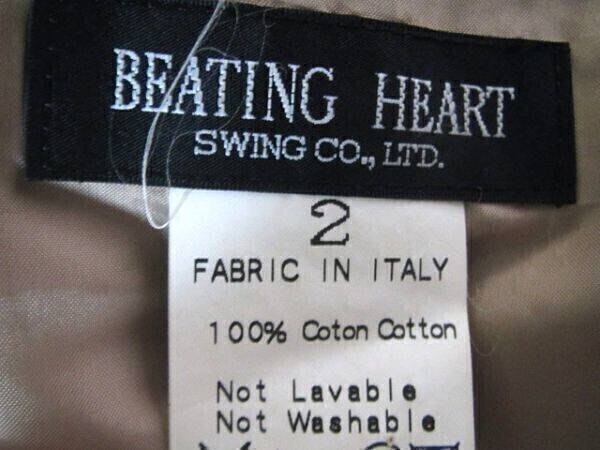 BEATING HEART
SWING CO., LTD.
2
FABRIC IN ITALY
100% Coton Cotton
Not Lavable
Not Washable